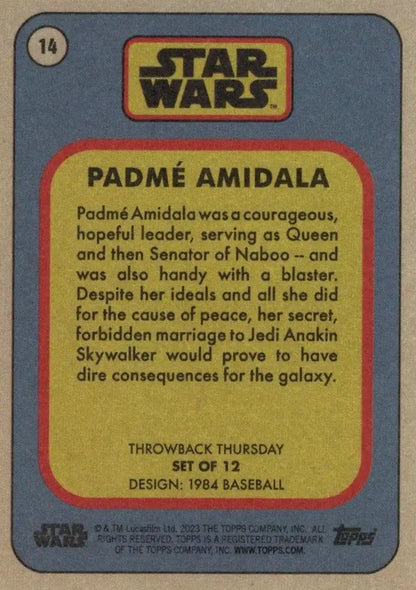 14
STAR
WARS
TM
PADMÉ AMIDALA
Padmé Amidala was a courageous,
hopeful leader, serving as Queen
and then Senator of Naboo -- and
was also handy with a blaster.
Despite her ideals and all she did
for the cause of peace, her secret,
forbidden marriage to Jedi Anakin
Skywalker would prove to have
dire consequences for the galaxy.
THROWBACK THURSDAY
SET OF 12
DESIGN: 1984 BASEBALL
STAR
WARS
© & TM Lucasfilm Ltd. 2023 THE TOPPS COMPANY, INC. ALL
RIGHTS RESERVED. TOPPS IS A REGISTERED TRADEMARK
OF THE TOPPS COMPANY, INC. WWW.TOPPS.COM.
Topps